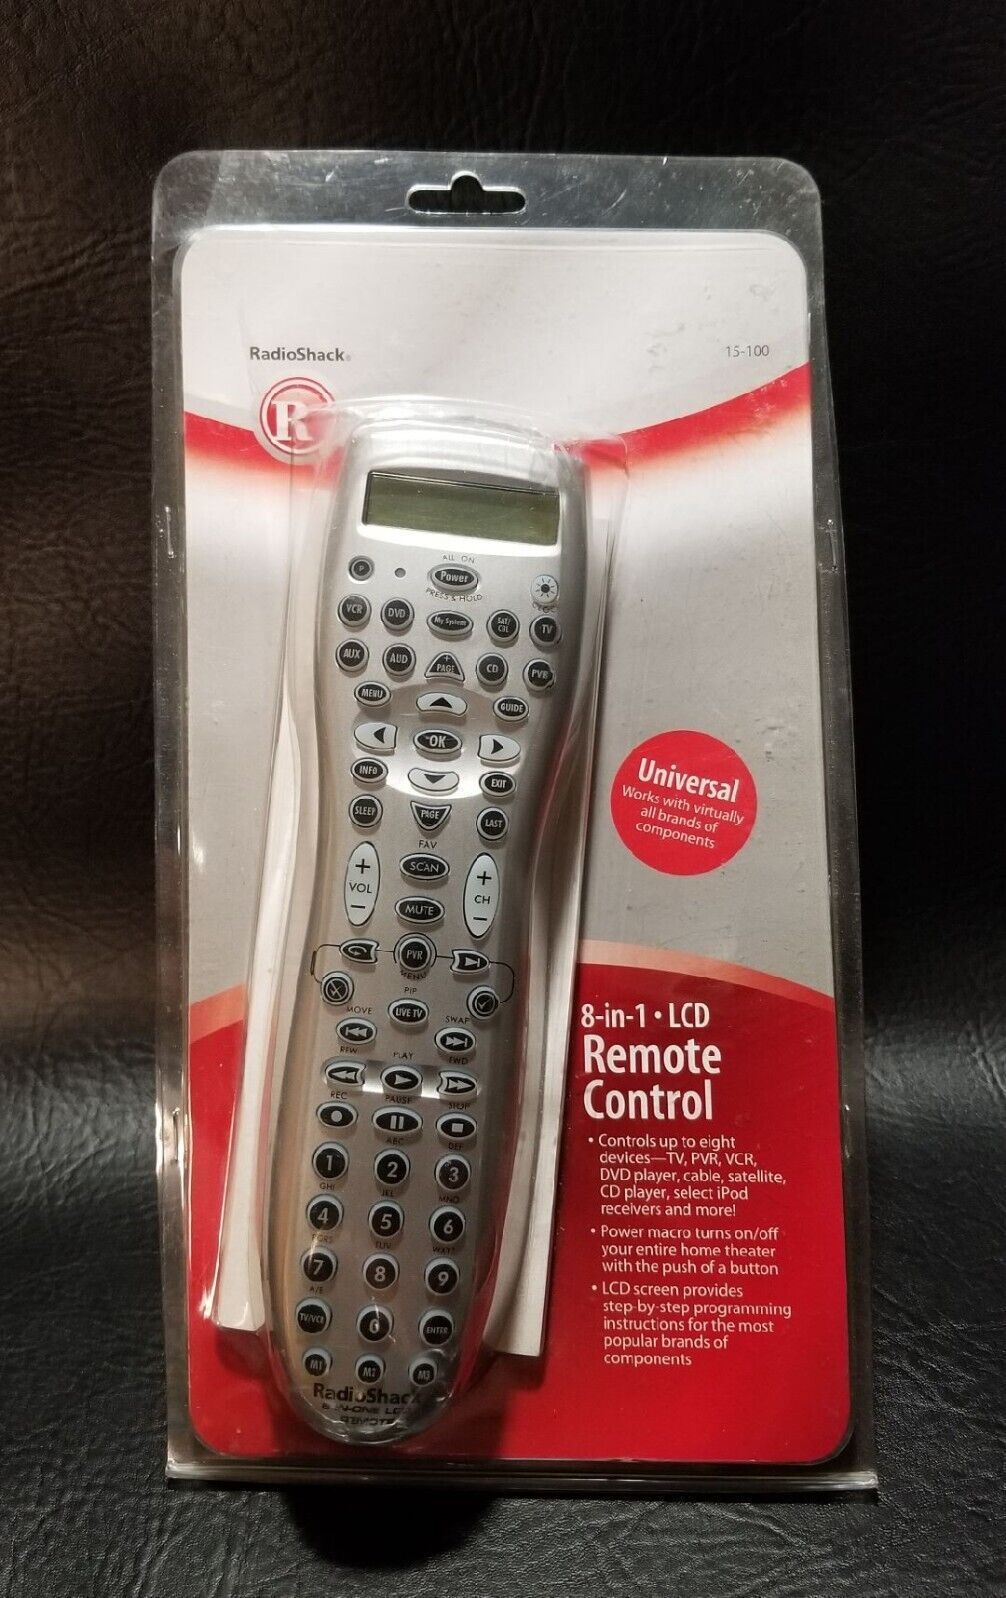 RadioShack®
15-100
R
ALL ON
P
Power
PRESS & HOLD
VCR
DVD
My System
SAT/
CBL
TV
AUX
AUD
+
PAGE
CD
PVR
MENU
GUIDE
OK
INFO
EXIT
SLEEP
PAGE
-
LAST
FAV
+
VOL
-
SCAN
+
CH
-
MUTE
PVR
MENU
PIP
MOVE
LIVE TV
SWAP
REW
PLAY
FWD
REC
PAUSE
STOP
ABC
DEF
1
2
3
GHI
MNO
4
5
6
7
8
9
TV/VCR
0
ENTER
M1
M2
M3
RadioShack
REMOTE
Universal
Works with virtually
all brands of
components
8-in-1 • LCD
Remote
Control
• Controls up to eight
devices—TV, PVR, VCR,
DVD player, cable, satellite,
CD player, select iPod
receivers and more!
• Power macro turns on/off
your entire home theater
with the push of a button
• LCD screen provides
step-by-step programming
instructions for the most
popular brands of
components